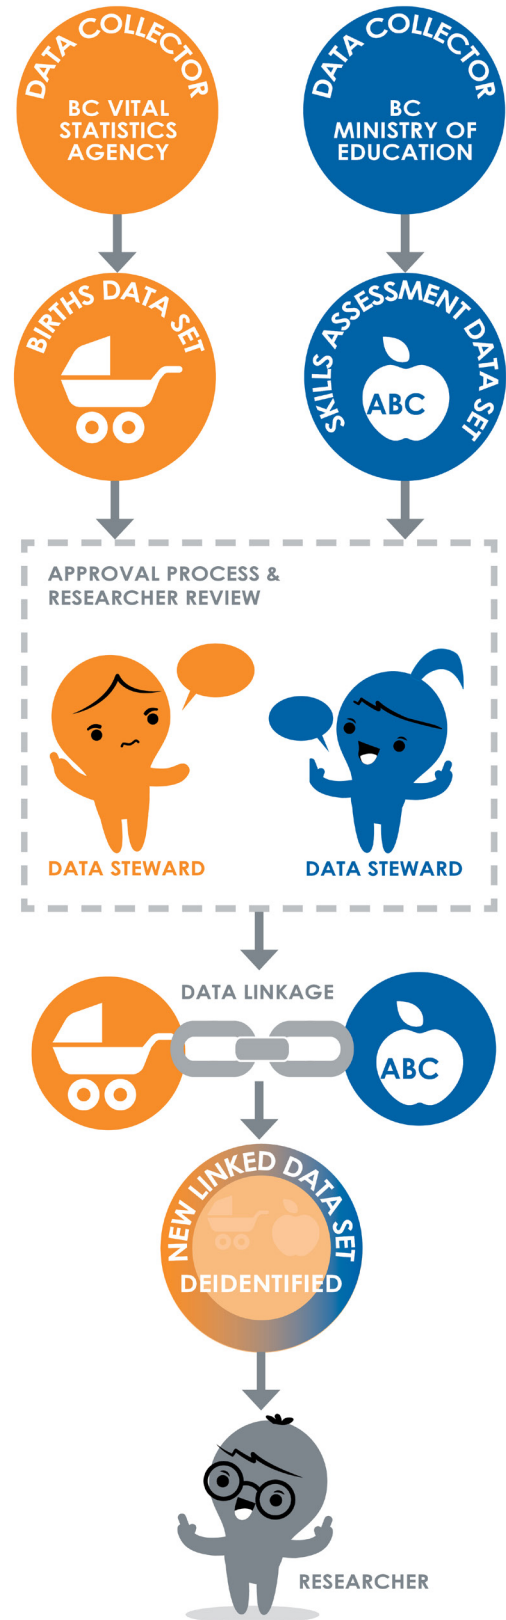 DATA COLLECTOR
BC VITAL
STATISTICS
AGENCY
DATA COLLECTOR
BC
MINISTRY OF
EDUCATION
BIRTHS DATA SET
SKILLS ASSESSMENT DATA SET
ABC
APPROVAL PROCESS &
RESEARCHER REVIEW
DATA STEWARD
DATA STEWARD
DATA LINKAGE
ABC
NEW LINKED DATA SET
DEIDENTIFIED
RESEARCHER